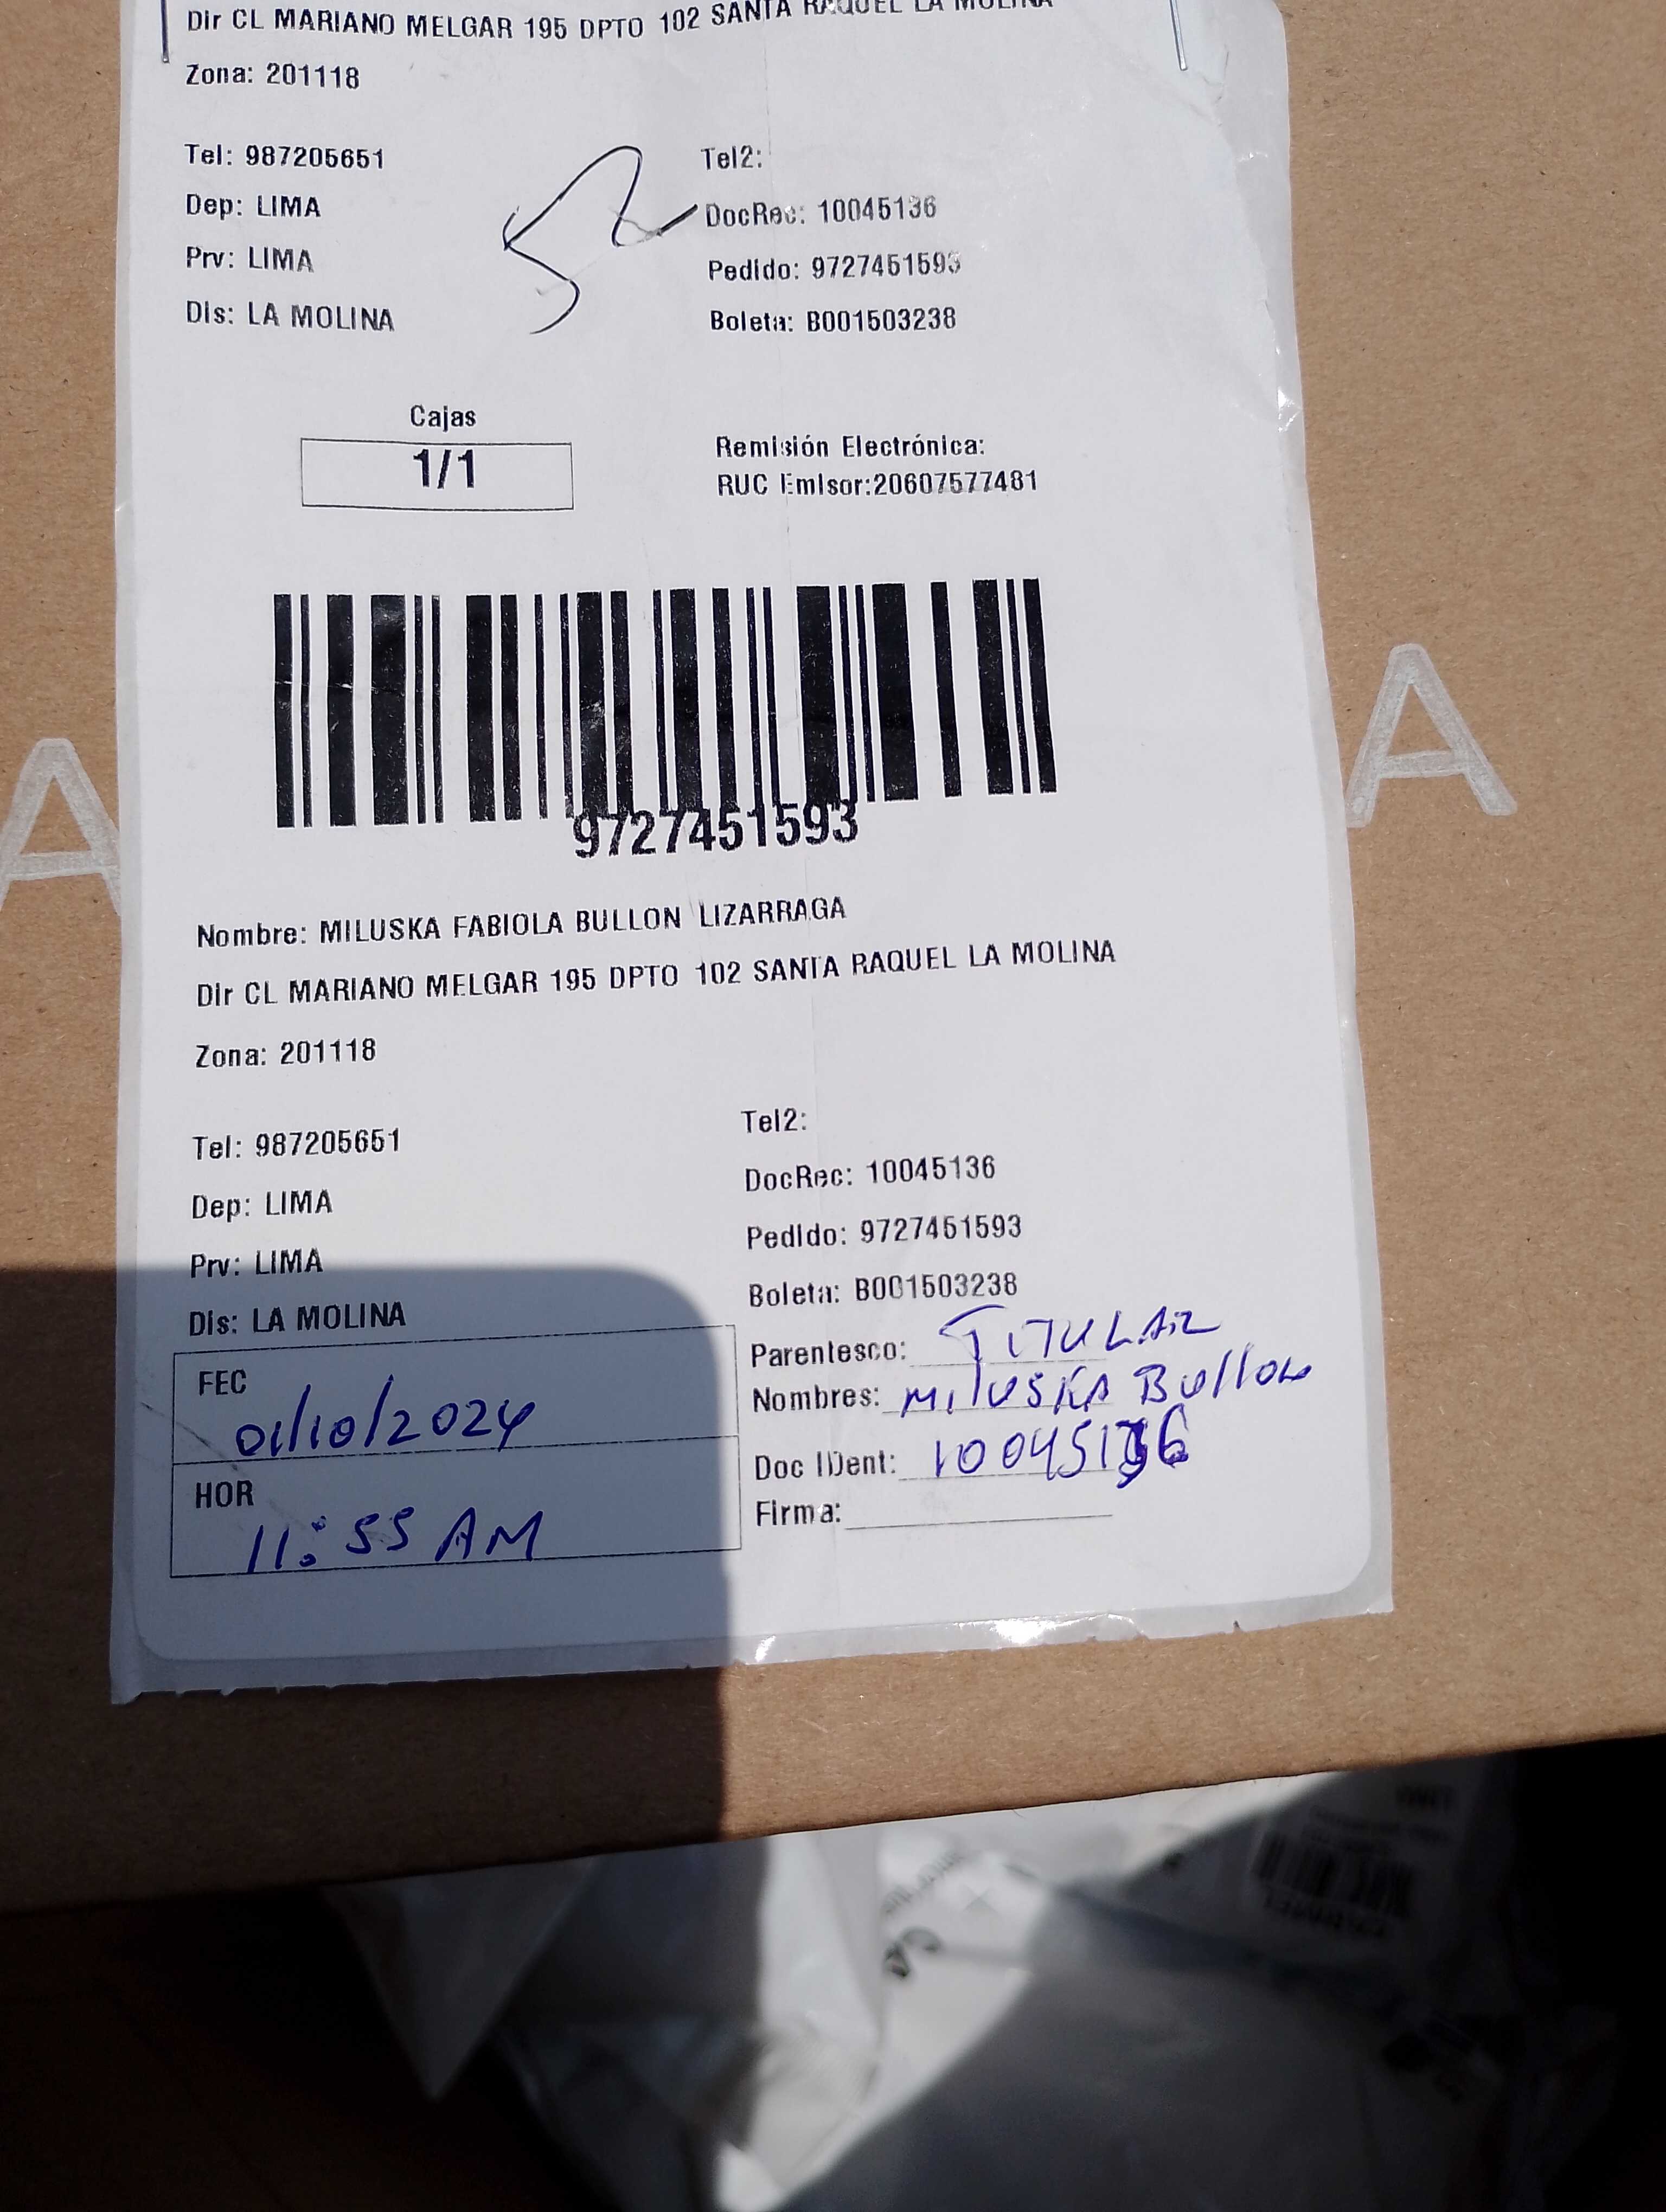 Dir CL MARIANO MELGAR 195 DPTO 102 SANTA RAQUEL LA MOLINA
Zona: 201118
Tel: 987205651
Tel2:
Dep: LIMA
DocRec: 10045136
Prv: LIMA
Pedido: 9727451593
Dis: LA MOLINA
Boleta: B001503238
52
Cajas
1/1
Remisión Electrónica:
RUC Emisor:20607577481
A
A
9727451593
Nombre: MILUSKA FABIOLA BULLON LIZARRAGA
Dir CL MARIANO MELGAR 195 DPTO 102 SANTA RAQUEL LA MOLINA
Zona: 201118
Tel: 987205651
Tel2:
Dep: LIMA
DocRec: 10045136
Prv: LIMA
Pedido: 9727451593
Dis: LA MOLINA
Boleta: B001503238
FEC
01/10/2024
HOR
11:55 AM
Parentesco: TITULAR
Nombres: MILUSKA Bullon
Doc IDent: 10045136
Firma: